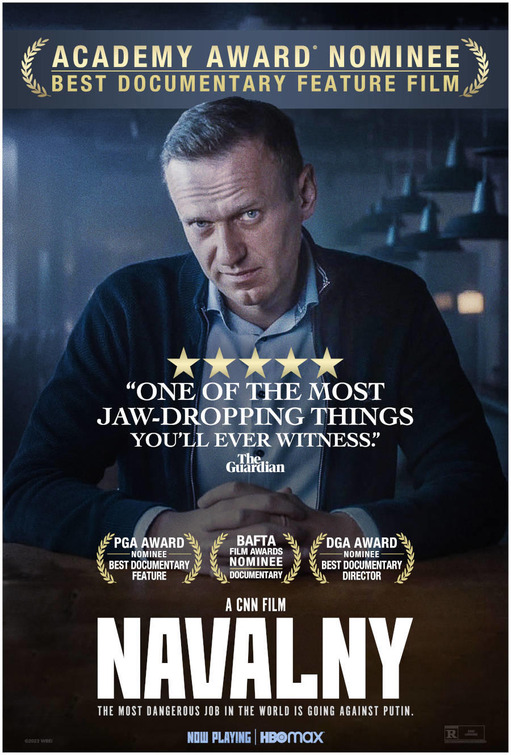 ACADEMY AWARD® NOMINEE
BEST DOCUMENTARY FEATURE FILM
“ONE OF THE MOST
JAW-DROPPING THINGS
YOU’LL EVER WITNESS.”
The
Guardian
PGA AWARD
NOMINEE
BEST DOCUMENTARY
FEATURE
BAFTA
FILM AWARDS
NOMINEE
DOCUMENTARY
DGA AWARD
NOMINEE
BEST DOCUMENTARY
DIRECTOR
A CNN FILM
NAVALNY
THE MOST DANGEROUS JOB IN THE WORLD IS GOING AGAINST PUTIN.
NOW PLAYING HBOMAX
R